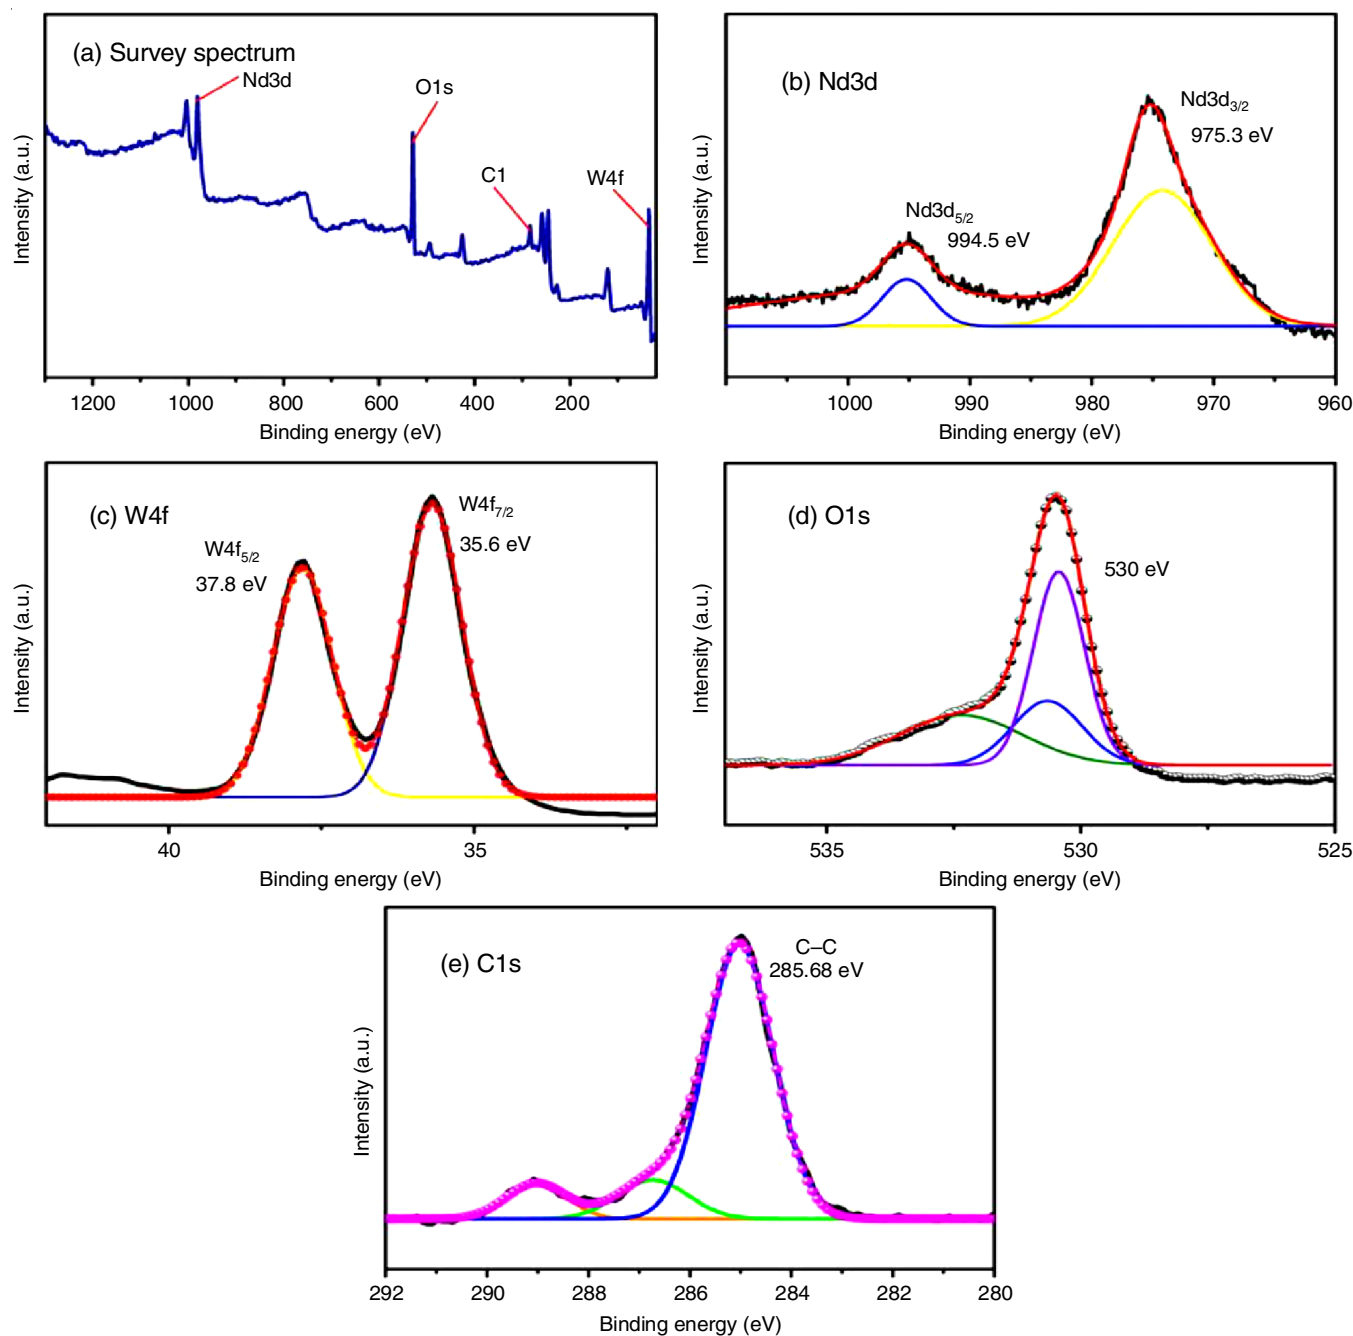 (a) Survey spectrum
Nd3d
O1s
C1
W4f
Intensity (a.u.)
1200 1000 800 600 400 200
Binding energy (eV)
(b) Nd3d
Nd3d3/2
975.3 eV
Nd3d5/2
994.5 eV
Intensity (a.u.)
1000 990 980 970 960
Binding energy (eV)
(c) W4f
W4f7/2
35.6 eV
W4f5/2
37.8 eV
Intensity (a.u.)
40 35
Binding energy (eV)
(d) O1s
530 eV
Intensity (a.u.)
535 530 525
Binding energy (eV)
(e) C1s
C–C
285.68 eV
Intensity (a.u.)
292 290 288 286 284 282 280
Binding energy (eV)